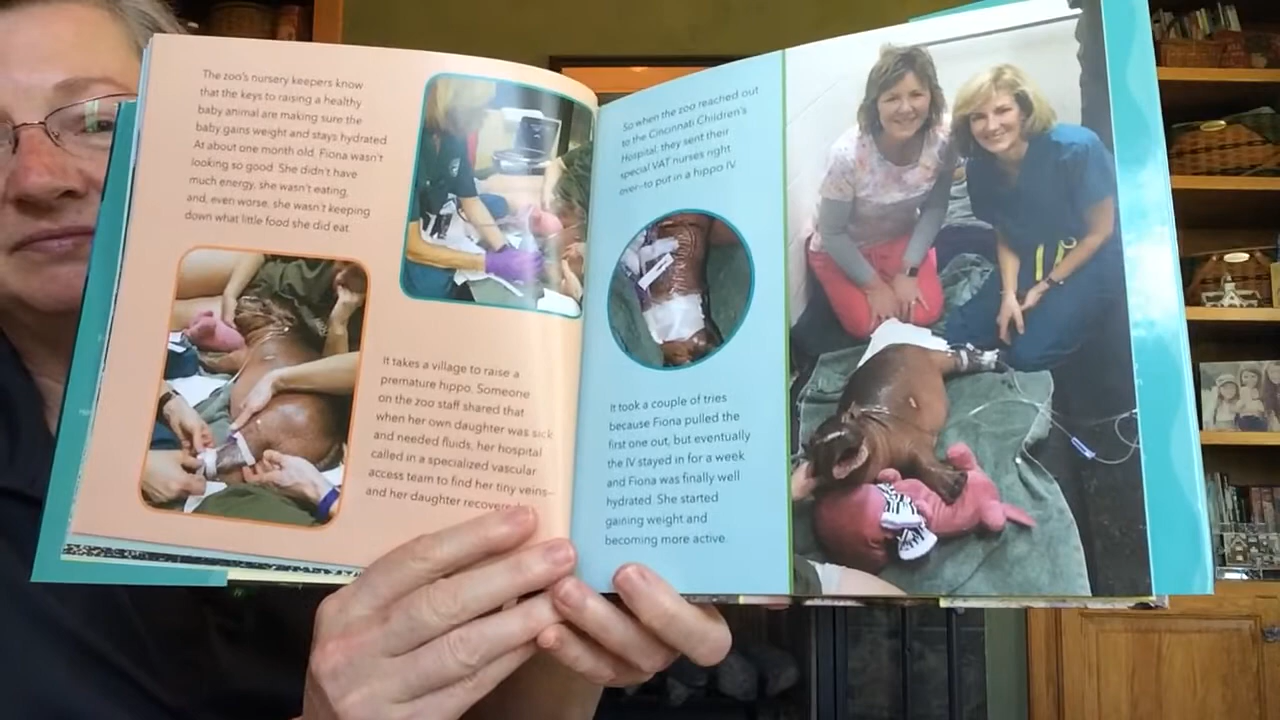 The zoo's nursery keepers know
that the keys to raising a healthy
baby animal are making sure the
baby gains weight and stays hydrated.
At about one month old, Fiona wasn't
looking so good. She didn't have
much energy, she wasn't eating,
and, even worse, she wasn't keeping
down what little food she did eat.
It takes a village to raise a
premature hippo. Someone
on the zoo staff shared that
when her own daughter was sick
and needed fluids, her hospital
called in a specialized vascular
access team to find her tiny veins—
and her daughter recovered
So when the zoo reached out
to the Cincinnati Children's
Hospital, they sent their
special VAT nurses right
over—to put in a hippo IV.
It took a couple of tries
because Fiona pulled the
first one out, but eventually
the IV stayed in for a week
and Fiona was finally well
hydrated. She started
gaining weight and
becoming more active.